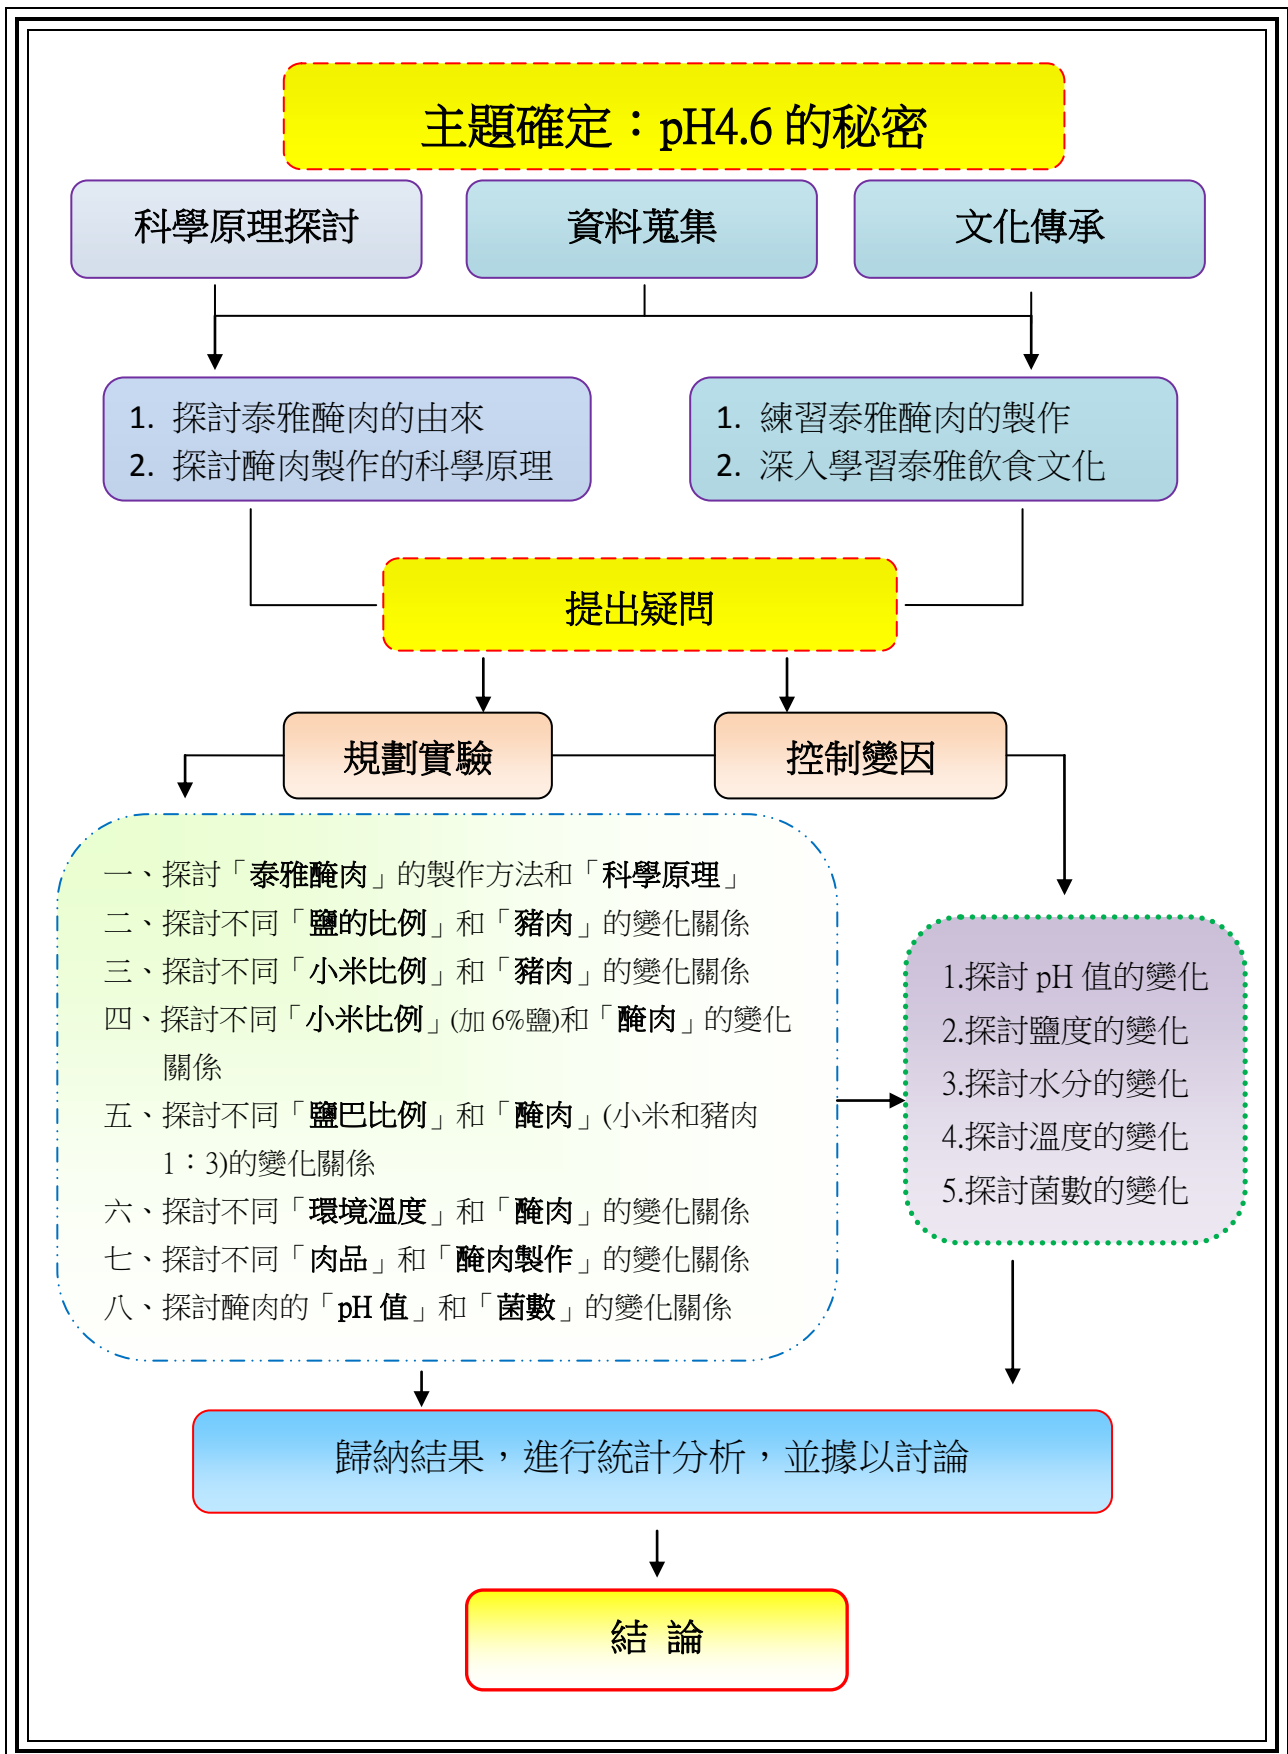 主題確定：pH4.6 的秘密
科學原理探討
資料蒐集
文化傳承
1. 探討泰雅醃肉的由來
2. 探討醃肉製作的科學原理
1. 練習泰雅醃肉的製作
2. 深入學習泰雅飲食文化
提出疑問
規劃實驗
控制變因
一、探討「泰雅醃肉」的製作方法和「科學原理」
二、探討不同「鹽的比例」和「豬肉」的變化關係
三、探討不同「小米比例」和「豬肉」的變化關係
四、探討不同「小米比例」(加 6%鹽)和「醃肉」的變化
關係
五、探討不同「鹽巴比例」和「醃肉」(小米和豬肉
1：3)的變化關係
六、探討不同「環境溫度」和「醃肉」的變化關係
七、探討不同「肉品」和「醃肉製作」的變化關係
八、探討醃肉的「pH 值」和「菌數」的變化關係
1.探討 pH 值的變化
2.探討鹽度的變化
3.探討水分的變化
4.探討溫度的變化
5.探討菌數的變化
歸納結果，進行統計分析，並據以討論
結 論